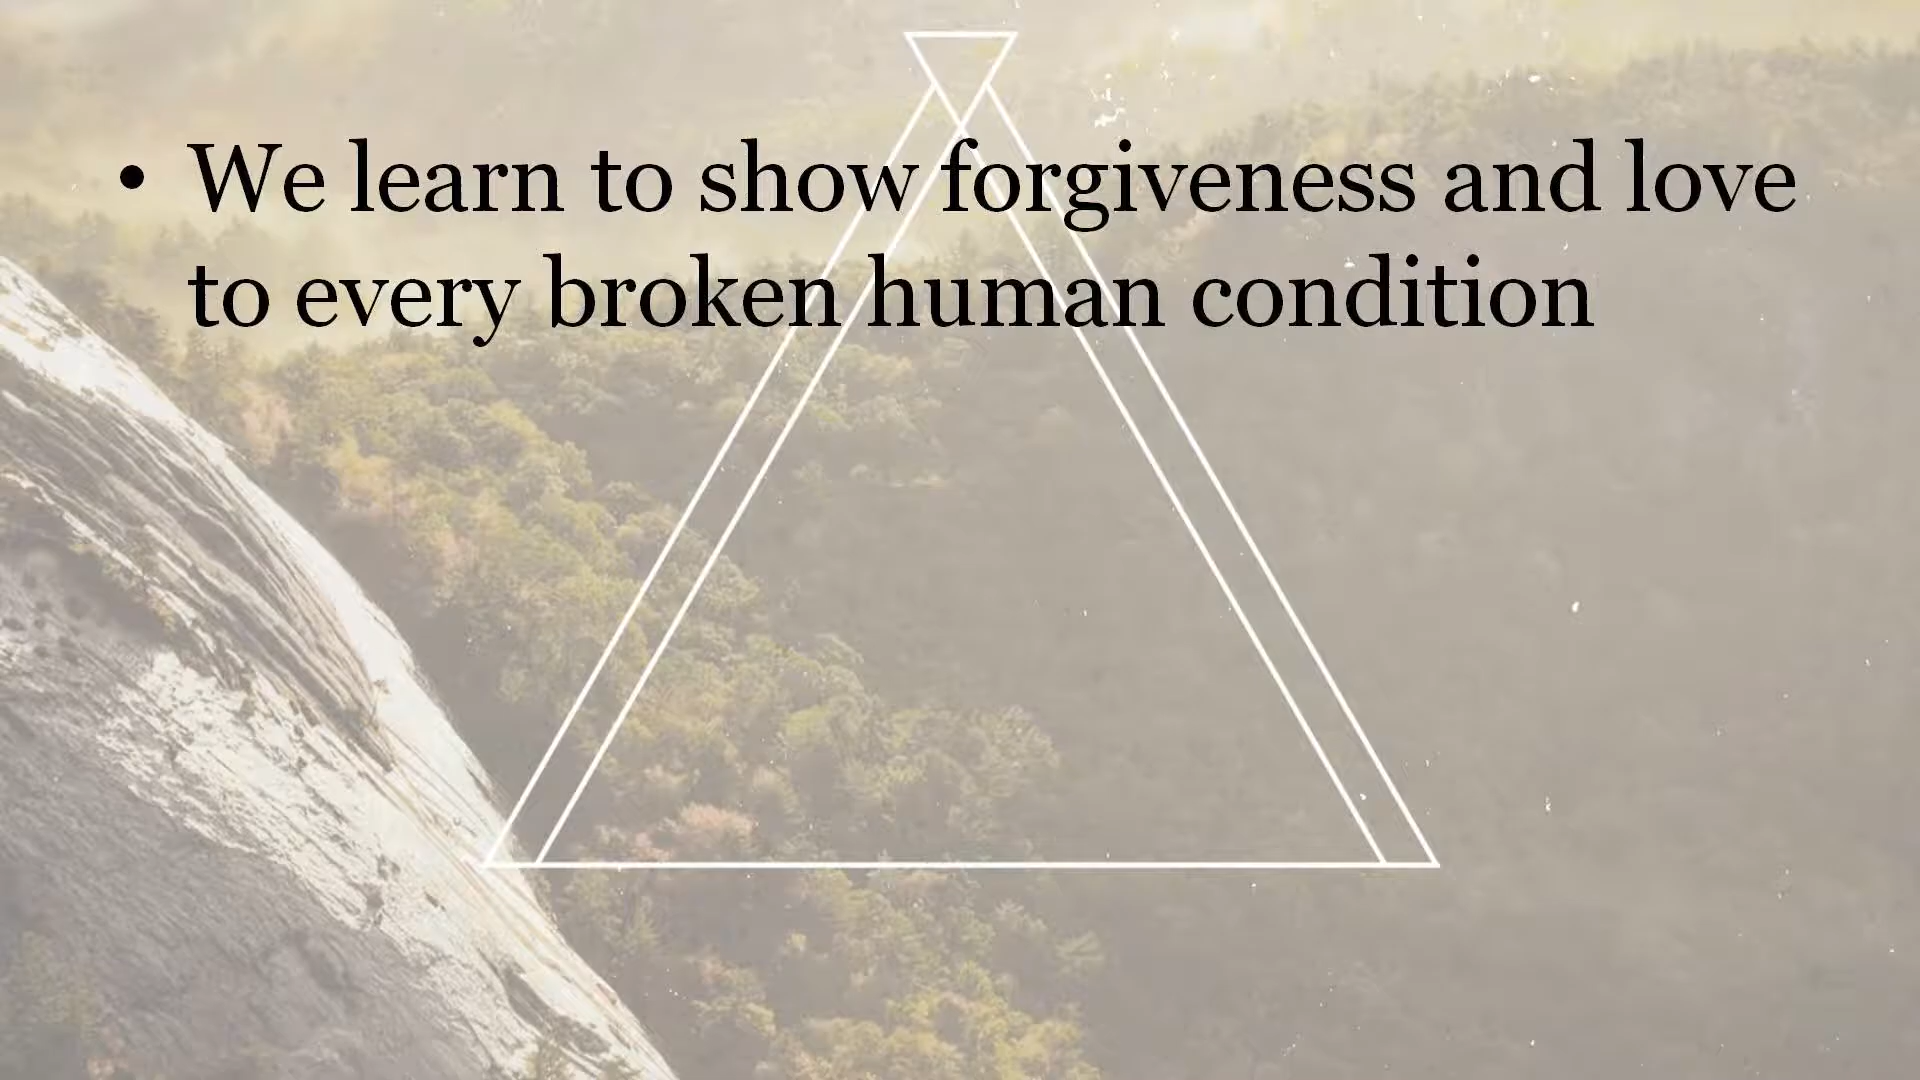 • We learn to show forgiveness and love
to every broken human condition